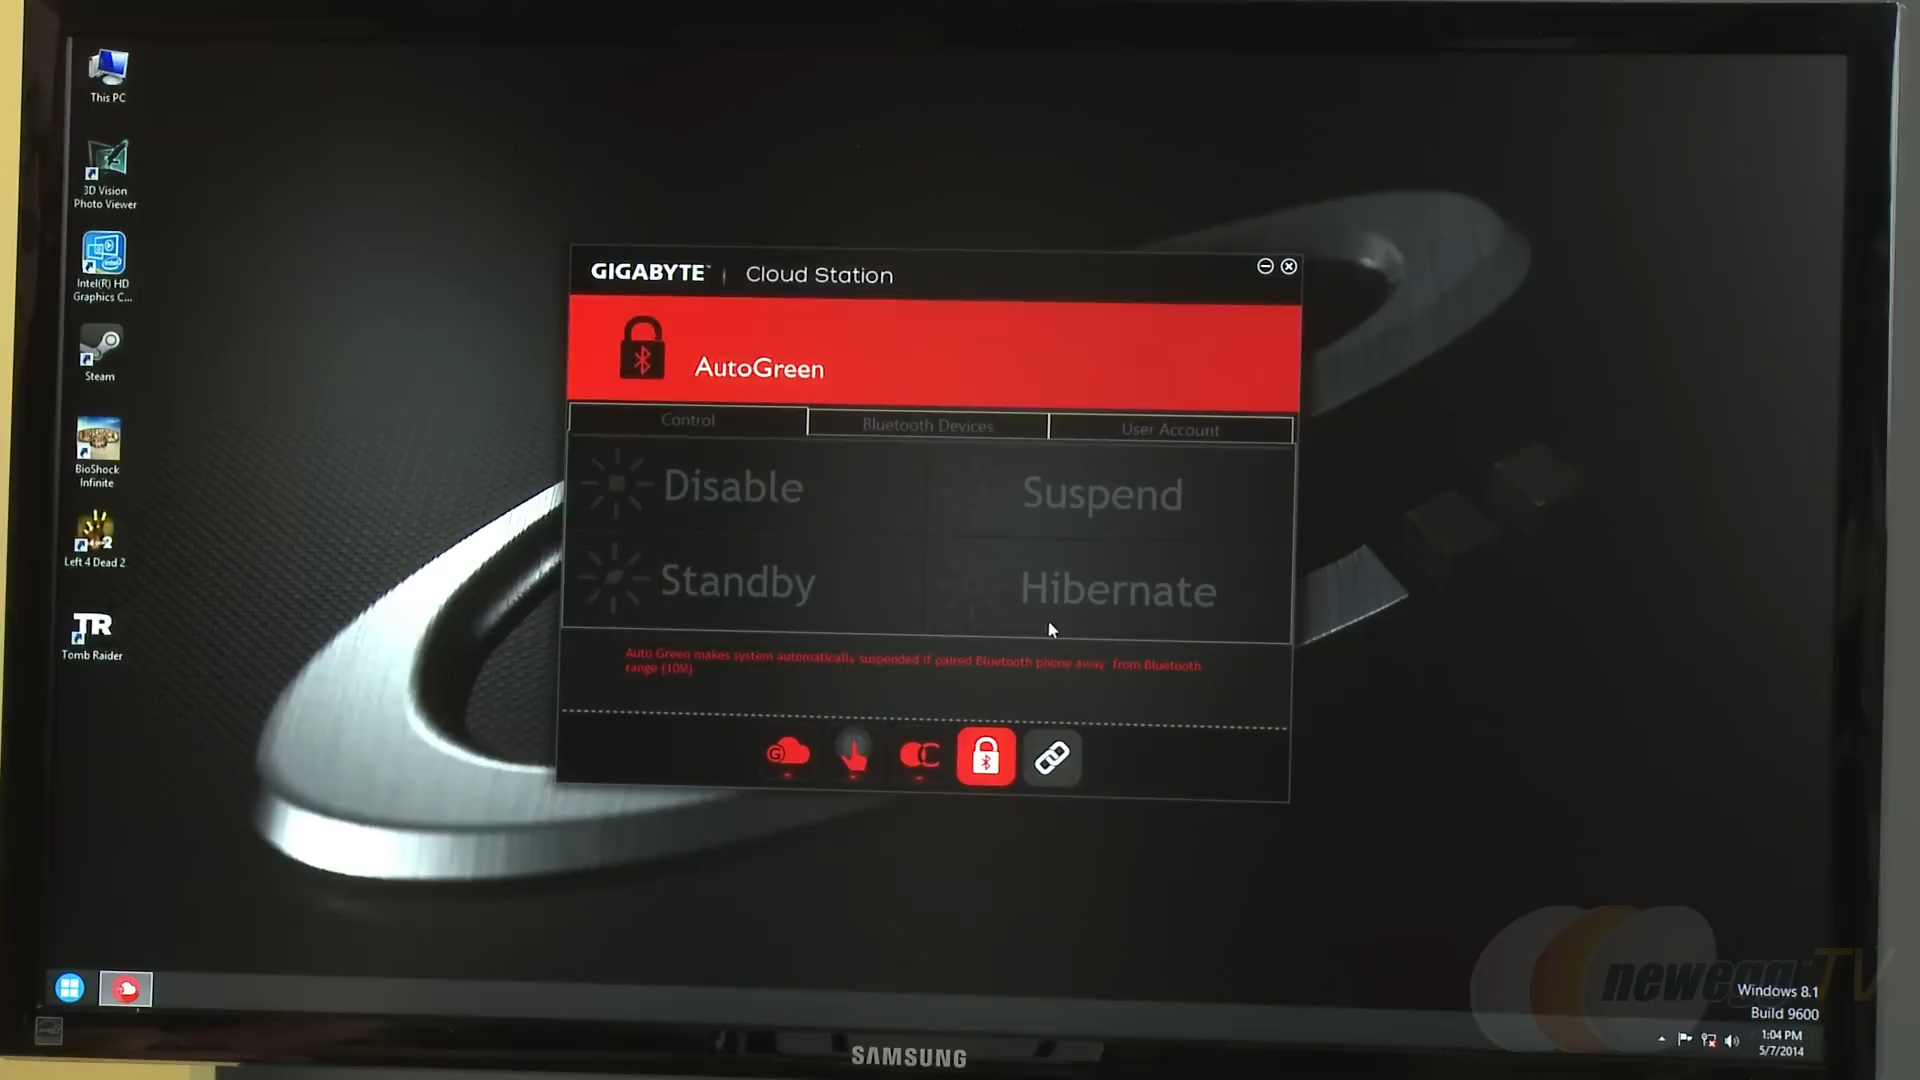 This PC
3D Vision
Photo Viewer
Intel(R) HD
Graphics C...
Steam
BioShock
Infinite
Left 4 Dead 2
TR
Tomb Raider
GIGABYTE™ | Cloud Station
AutoGreen
Control
Bluetooth Devices
User Account
Disable
Suspend
Standby
Hibernate
Auto Green makes system automatically suspended if paired Bluetooth phone away from Bluetooth
range (10M)
newegg TV
Windows 8.1
Build 9600
1:04 PM
5/7/2014
SAMSUNG